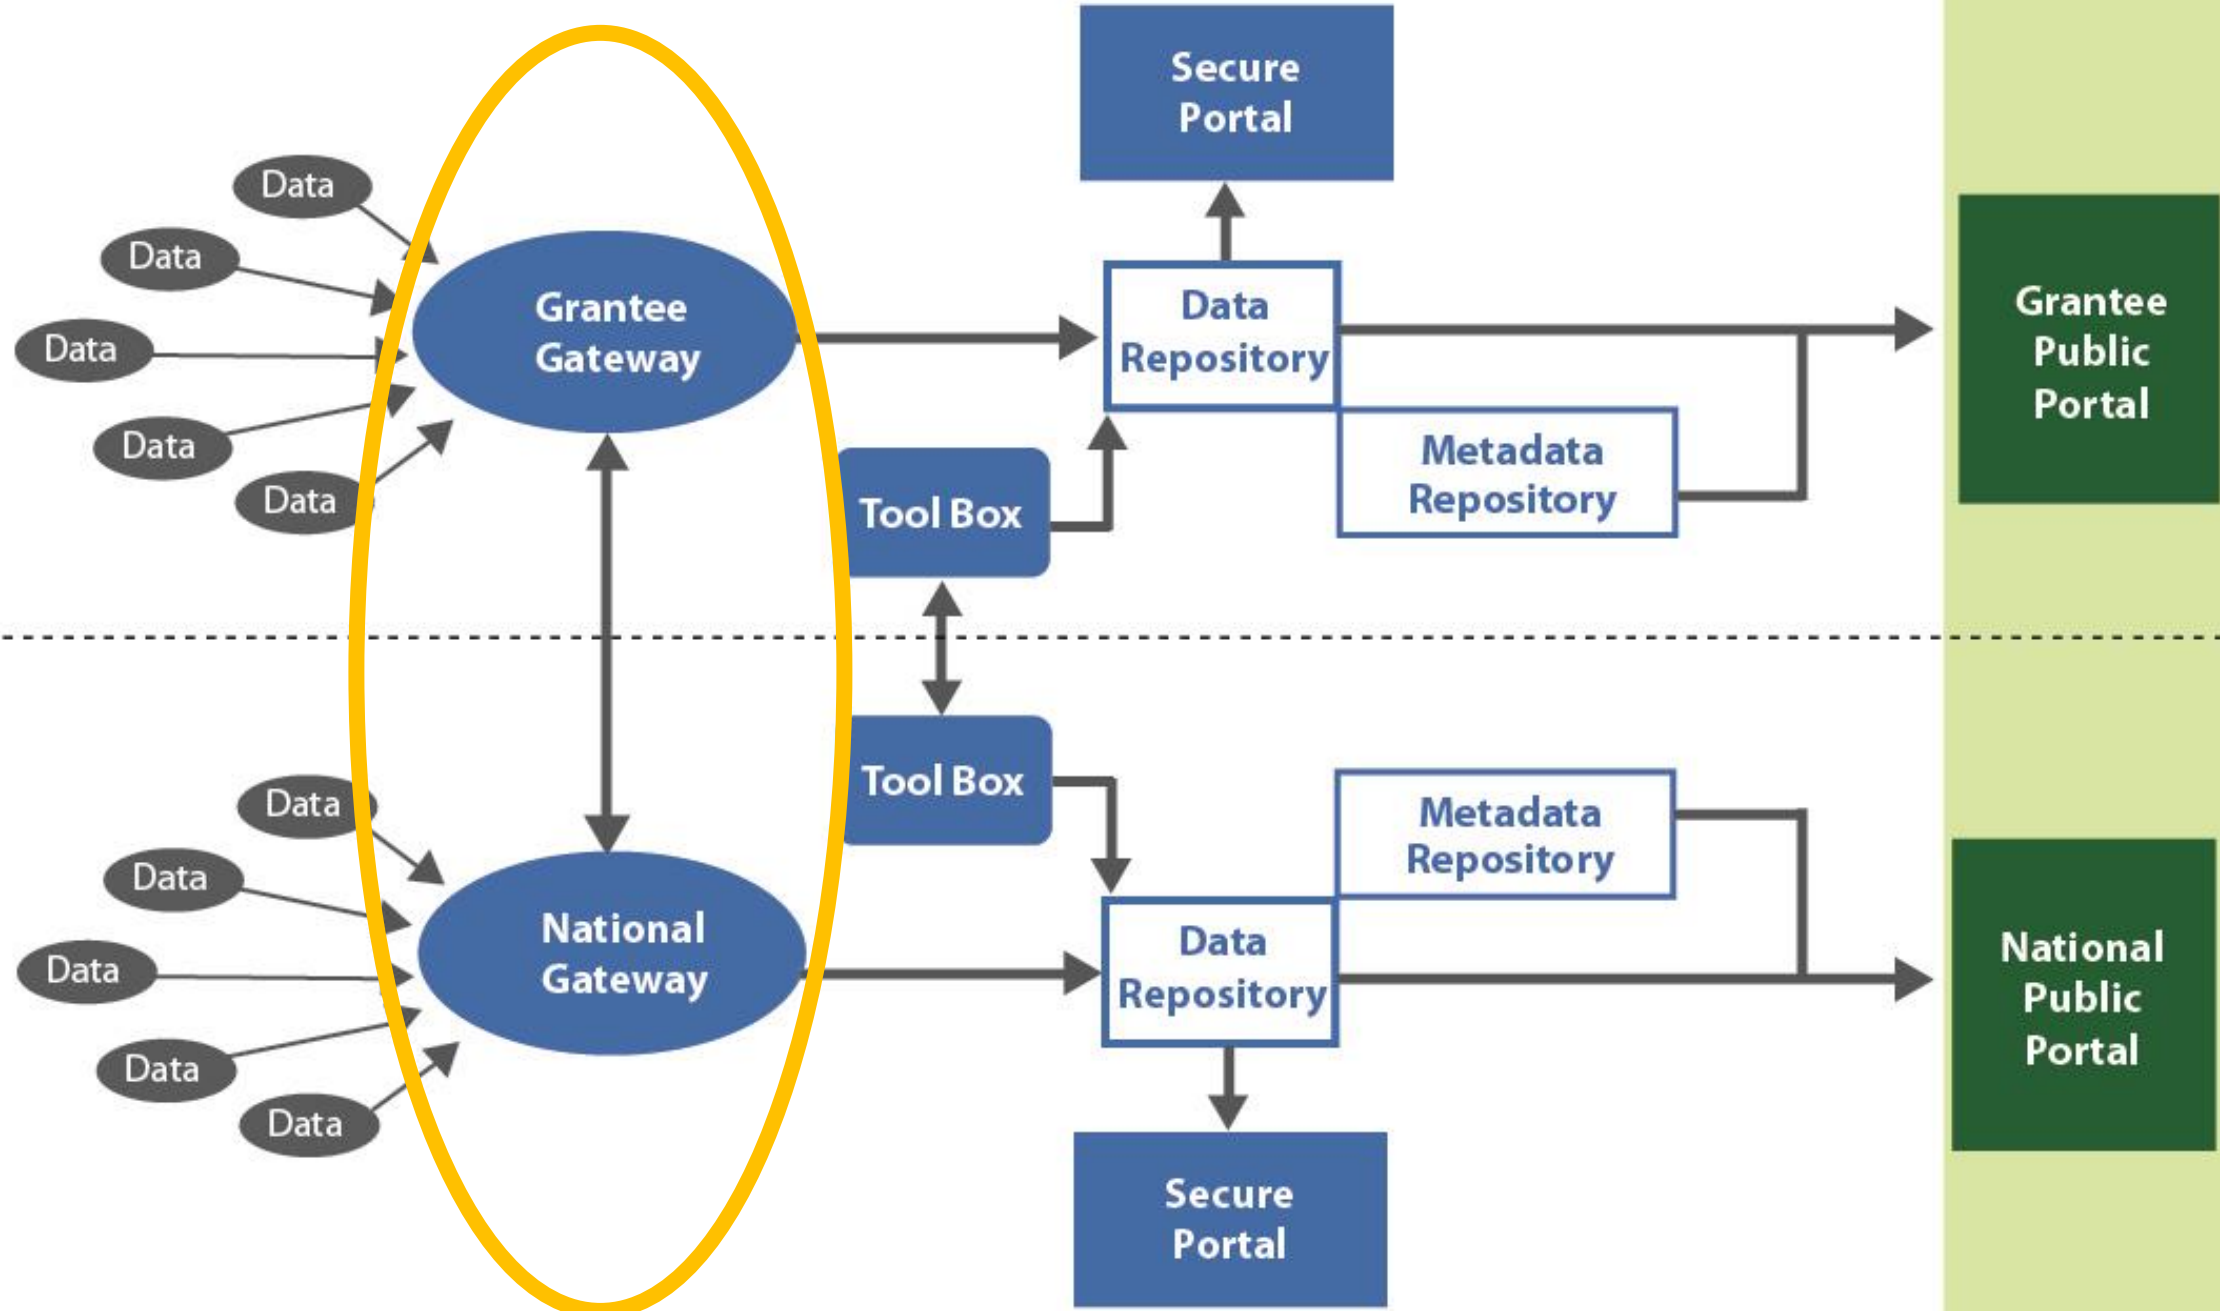 Secure
Portal
Data
Data
Data
Data
Data
Grantee
Gateway
Data
Repository
Metadata
Repository
Tool Box
Grantee
Public
Portal
Tool Box
Data
Data
Data
Data
Data
National
Gateway
Metadata
Repository
Data
Repository
National
Public
Portal
Secure
Portal